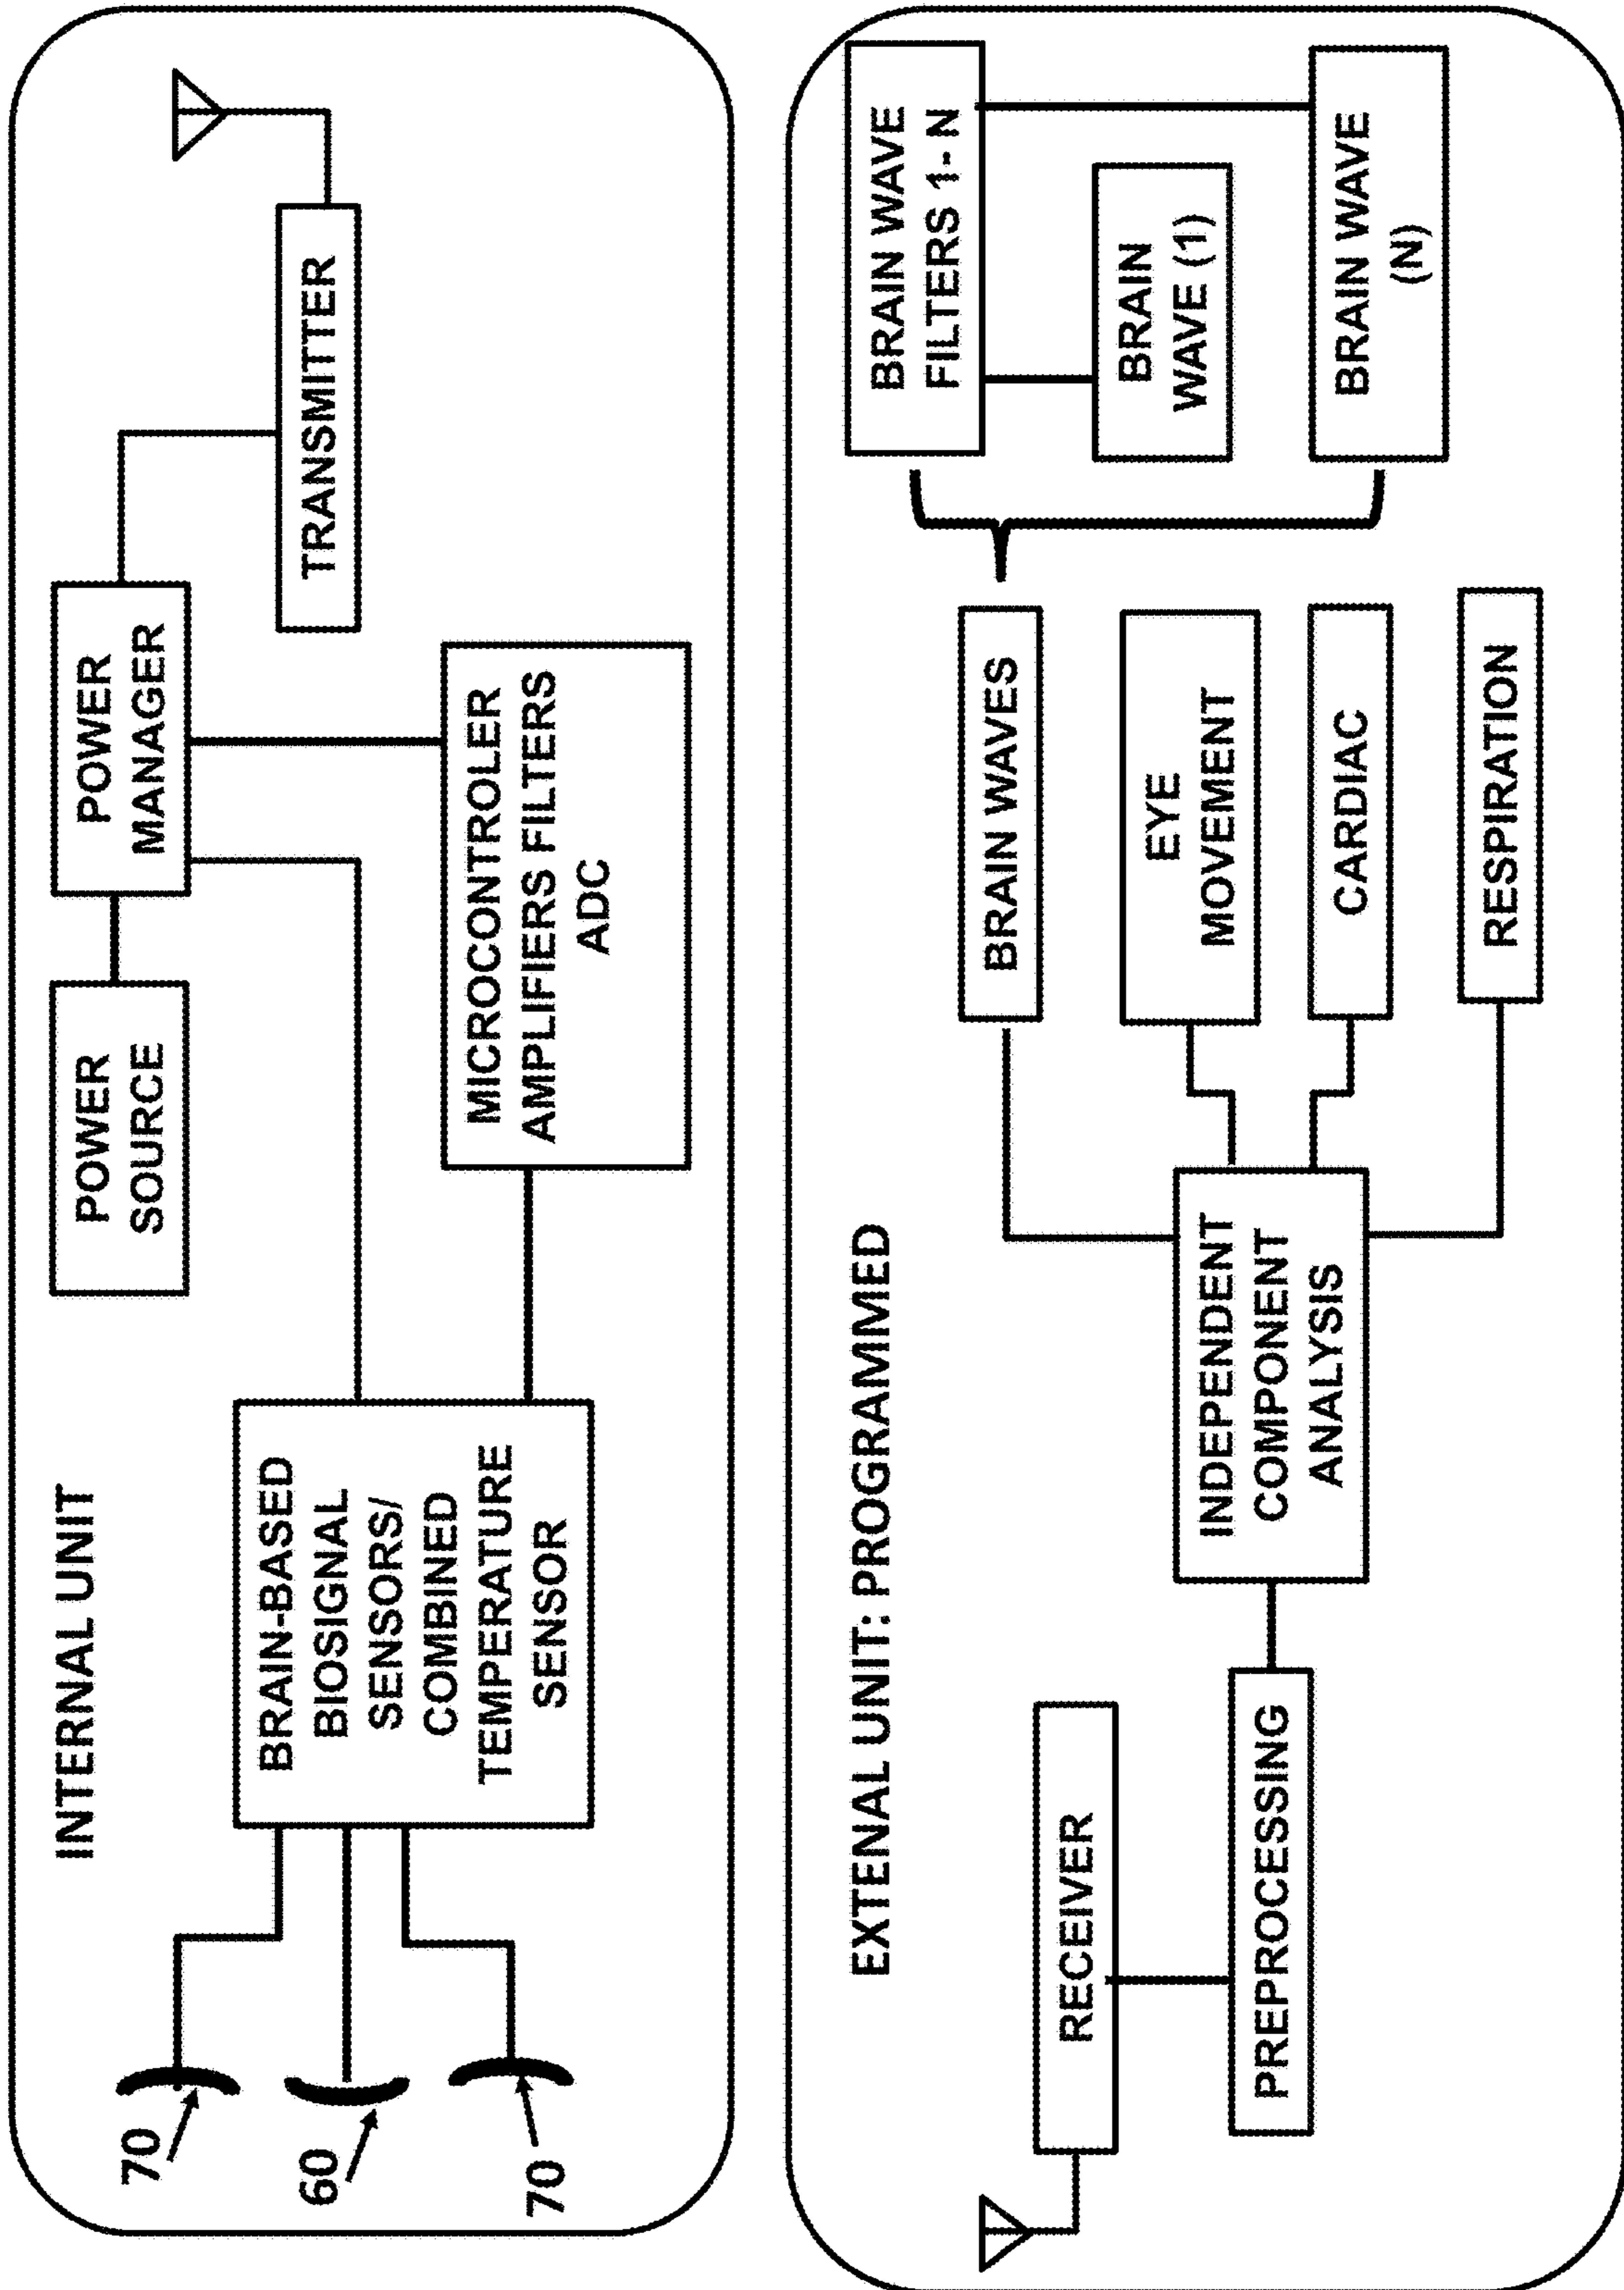 INTERNAL UNIT
70
60
70
BRAIN-BASED
BIOSIGNAL
SENSORS/
COMBINED
TEMPERATURE
SENSOR
POWER
SOURCE
POWER
MANAGER
MICROCONTROLER
AMPLIFIERS FILTERS
ADC
TRANSMITTER
EXTENAL UNIT: PROGRAMMED
RECEIVER
PREPROCESSING
INDEPENDENT
COMPONENT
ANALYSIS
BRAIN WAVES
EYE
MOVEMENT
CARDIAC
RESPIRATION
BRAIN WAVE
FILTERS 1- N
BRAIN
WAVE (1)
BRAIN WAVE
(N)